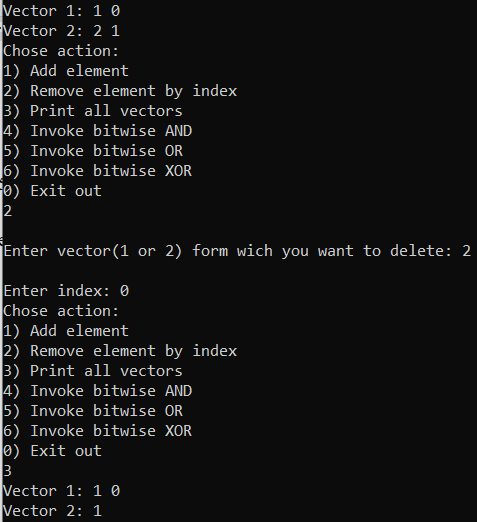 Vector 1: 1 0
Vector 2: 2 1
Chose action:
1) Add element
2) Remove element by index
3) Print all vectors
4) Invoke bitwise AND
5) Invoke bitwise OR
6) Invoke bitwise XOR
0) Exit out
2
Enter vector(1 or 2) form wich you want to delete: 2
Enter index: 0
Chose action:
1) Add element
2) Remove element by index
3) Print all vectors
4) Invoke bitwise AND
5) Invoke bitwise OR
6) Invoke bitwise XOR
0) Exit out
3
Vector 1: 1 0
Vector 2: 1